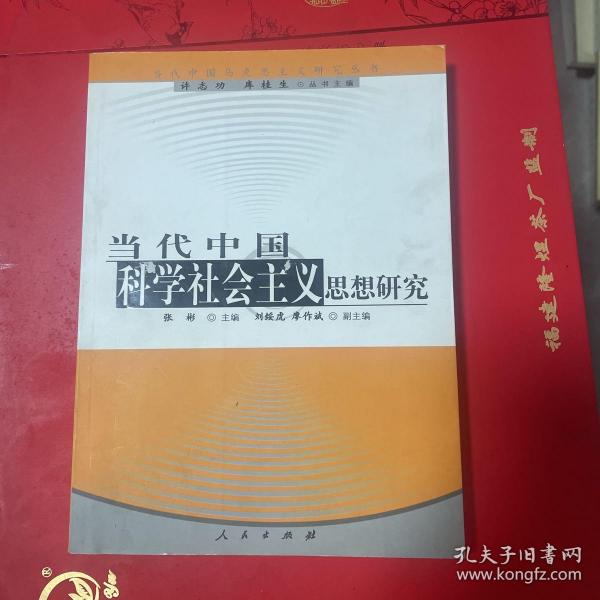 当代中国马克思主义研究丛书
许志功 库桂生 ⊙丛书主编
当代中国
科学社会主义思想研究
张 彬 ◎ 主编 刘绥虎 廖作斌 ◎ 副主编
人民出版社
福建隆煌茶厂监制
孔夫子旧书网
www.kongfz.com